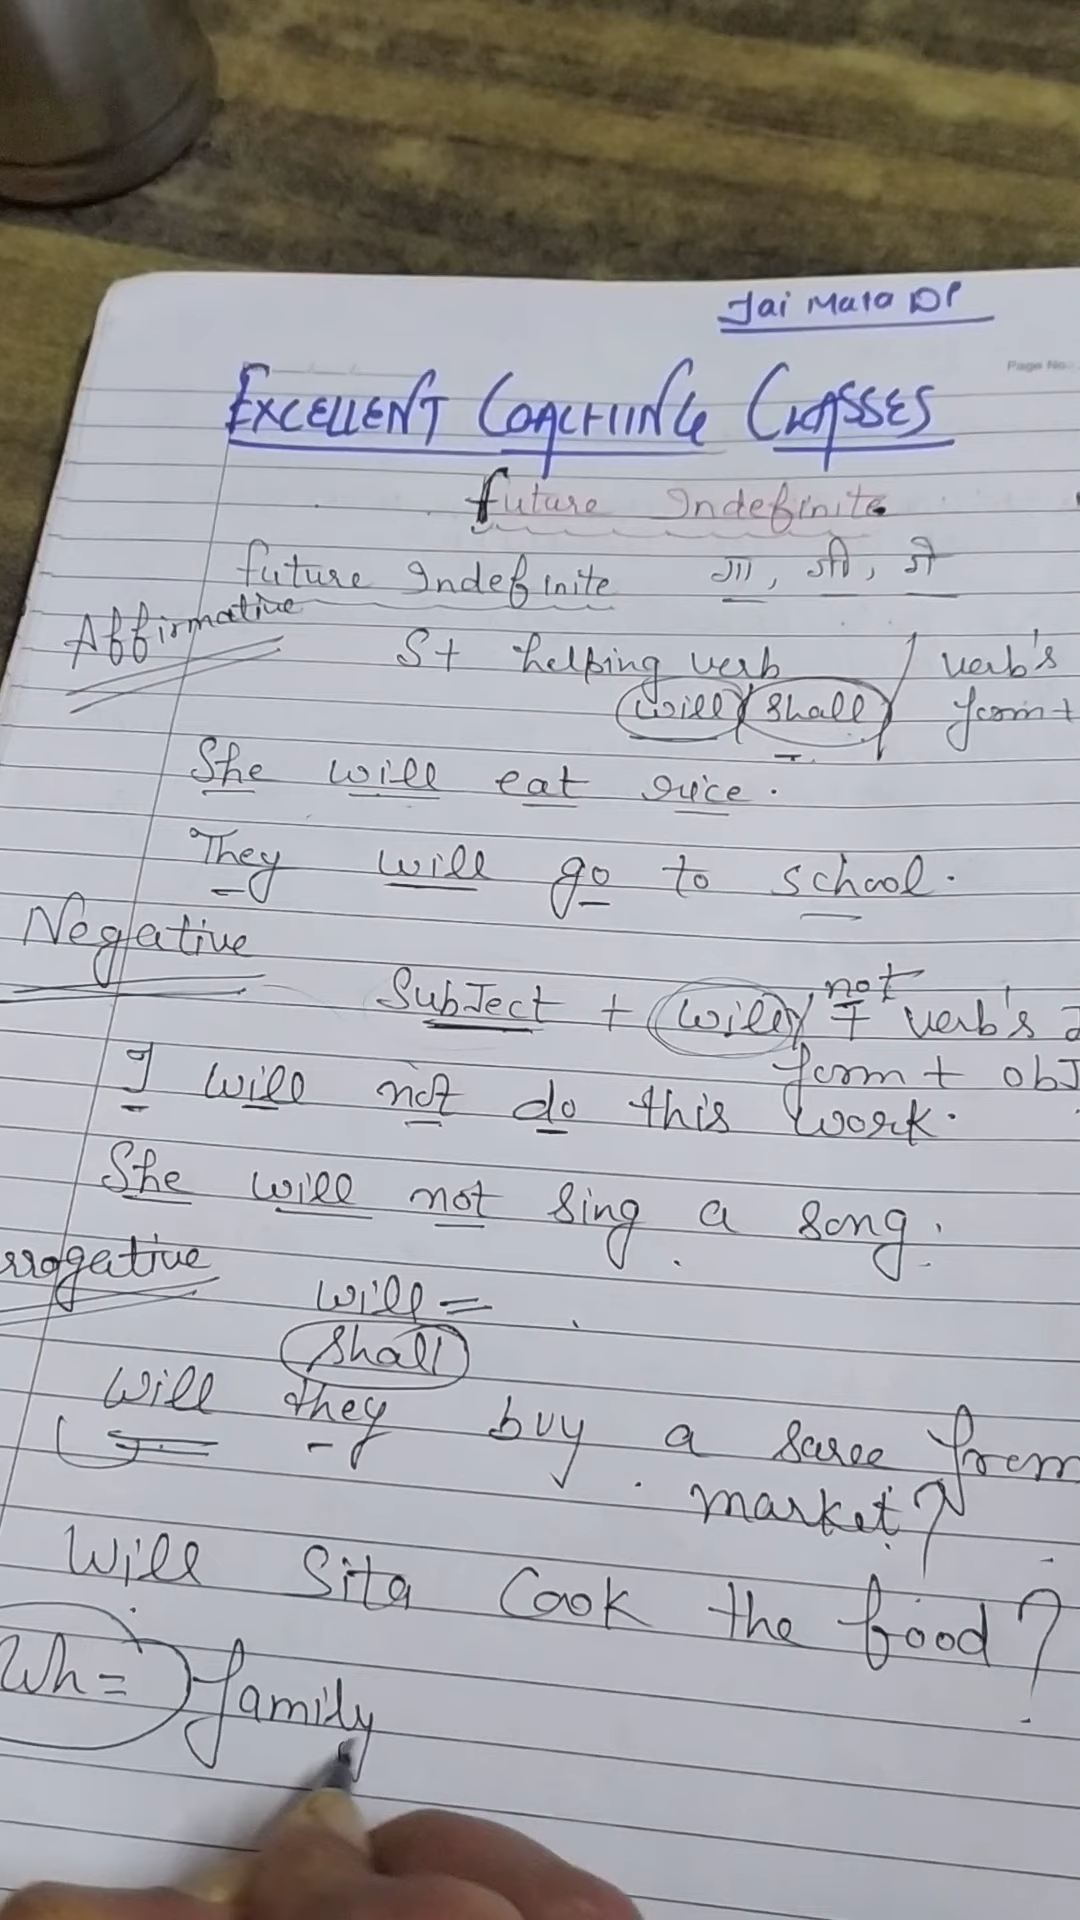 Jai Mata Di
Page No.
EXCELLENT COACHING CLASSES
future Indefinite
future Indefinite गा, गी, गे
Affirmative
S+ helping verb / verb's
will shall / form +
She will eat rice.
They will go to school.
Negative
not
Subject + will / + verb's
form + obj
I will not do this work.
She will not sing a song.
rrogative
will =
shall
Will they buy a saree from
market?
Will Sita Cook the food?
Wh = family